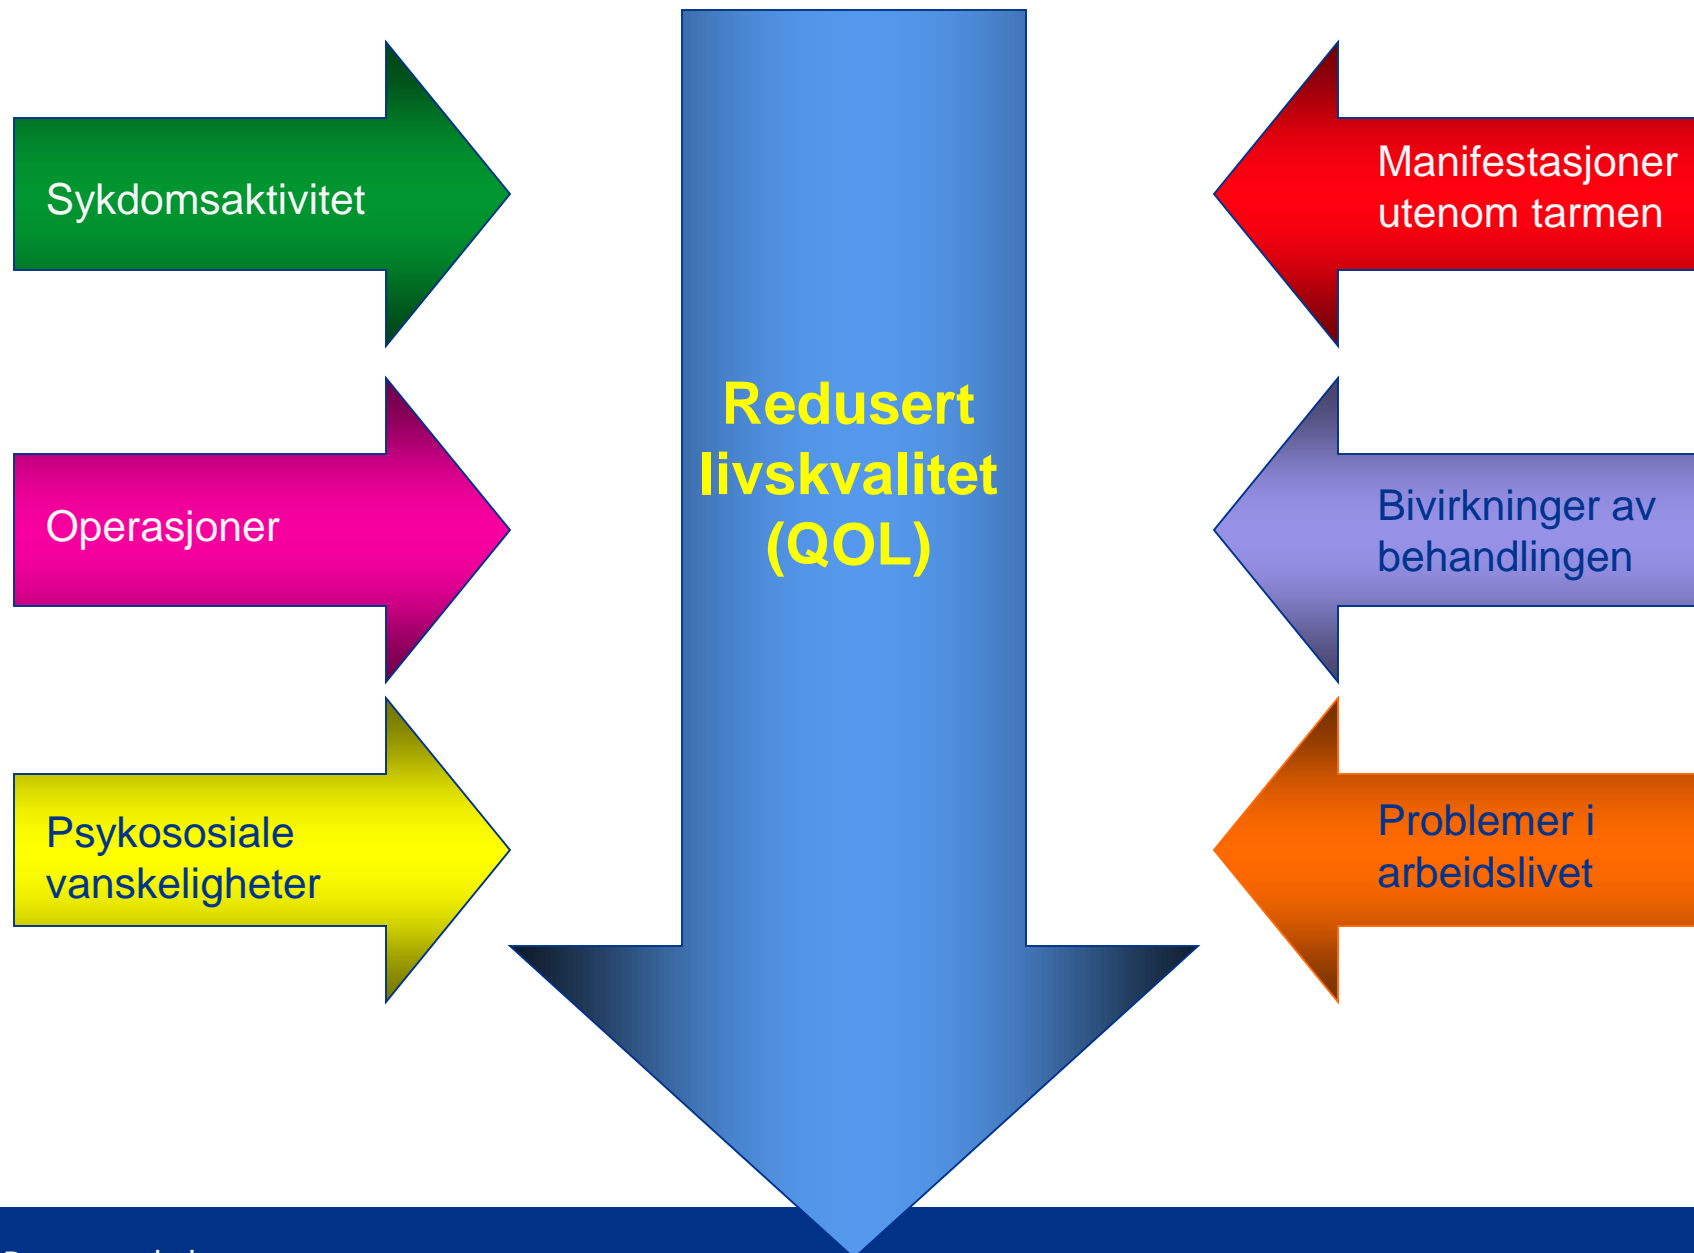 Sykdomsaktivitet
Manifestasjoner
utenom tarmen
Redusert
livskvalitet
(QOL)
Operasjoner
Bivirkninger av
behandlingen
Psykososiale
vanskeligheter
Problemer i
arbeidslivet